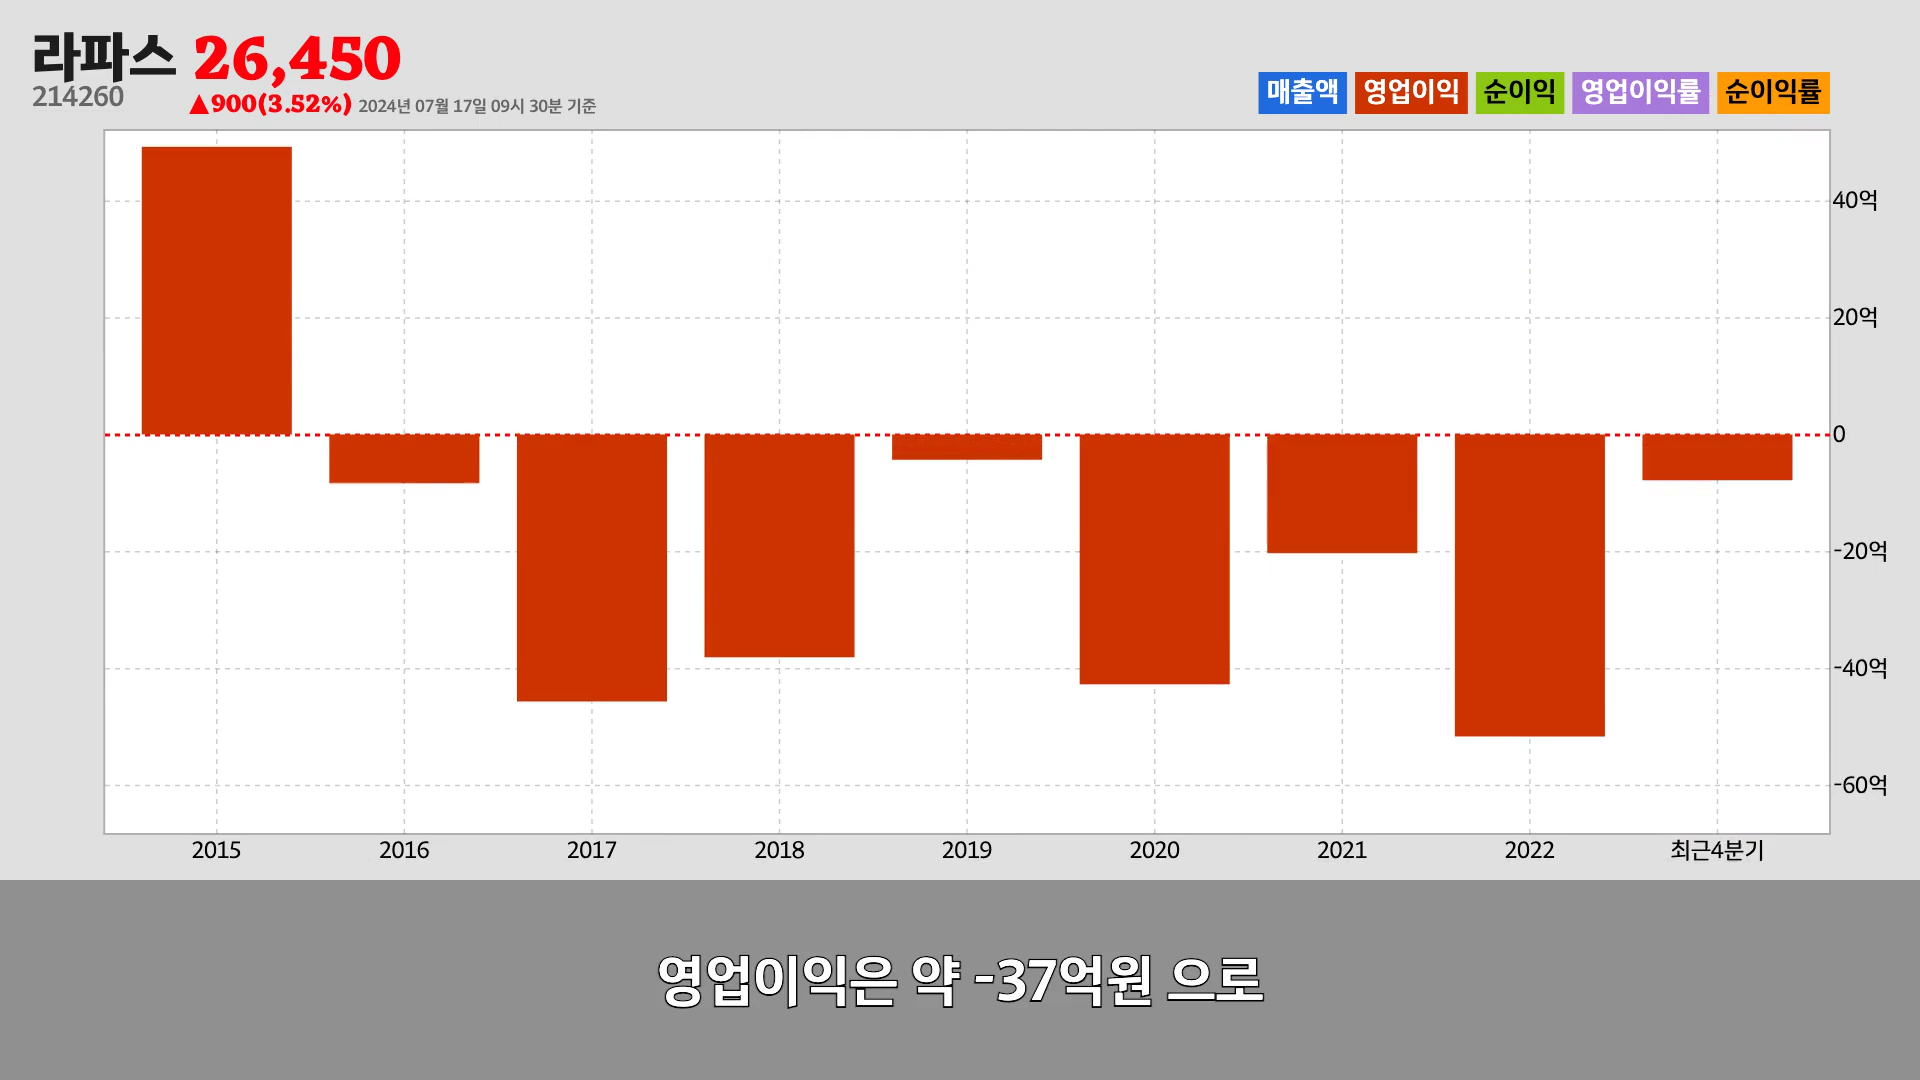 라파스 26,450
214260
▲900(3.52%) 2024년 07월 17일 09시 30분 기준
매출액 영업이익 순이익 영업이익률 순이익률
40억
20억
0
-20억
-40억
-60억
2015 2016 2017 2018 2019 2020 2021 2022 최근4분기
영업이익은 약 -37억원 으로